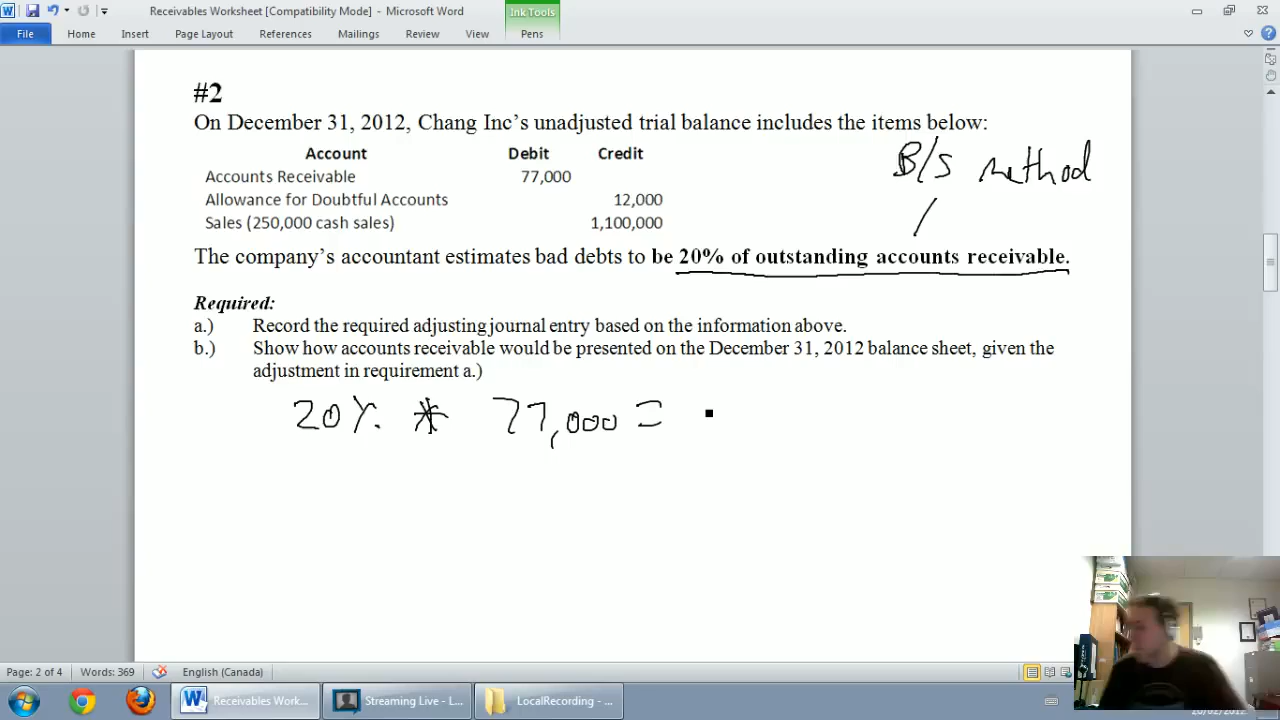 Receivables Worksheet [Compatibility Mode] - Microsoft Word
Ink Tools
File Home Insert Page Layout References Mailings Review View Pens
#2
On December 31, 2012, Chang Inc's unadjusted trial balance includes the items below:
Account Debit Credit
Accounts Receivable 77,000
Allowance for Doubtful Accounts 12,000
Sales (250,000 cash sales) 1,100,000
B/S method
The company's accountant estimates bad debts to be 20% of outstanding accounts receivable.
Required:
a.) Record the required adjusting journal entry based on the information above.
b.) Show how accounts receivable would be presented on the December 31, 2012 balance sheet, given the
adjustment in requirement a.)
20% * 77,000 =
Page: 2 of 4 Words: 369 English (Canada)
Receivables Work... Streaming Live - L... LocalRecording - ...